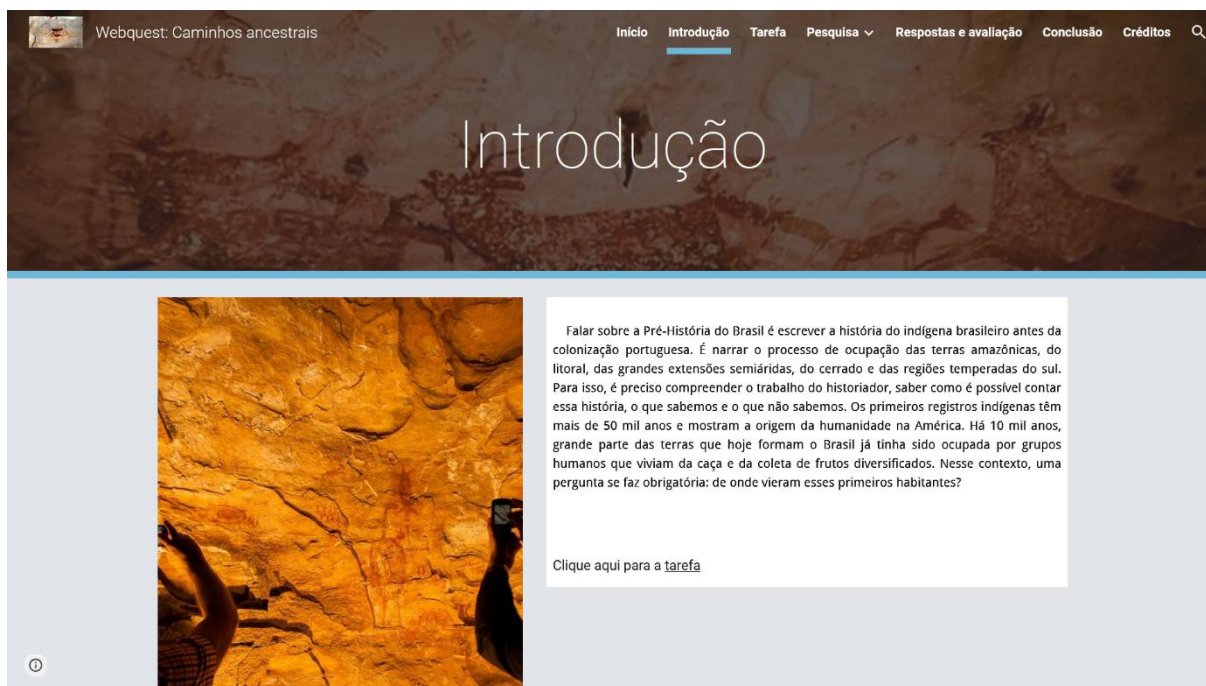 Webquest: Caminhos ancestrais
Início Introdução Tarefa Pesquisa Respostas e avaliação Conclusão Créditos
Introdução
Falar sobre a Pré-História do Brasil é escrever a história do indígena brasileiro antes da
colonização portuguesa. É narrar o processo de ocupação das terras amazônicas, do
litoral, das grandes extensões semiáridas, do cerrado e das regiões temperadas do sul.
Para isso, é preciso compreender o trabalho do historiador, saber como é possível contar
essa história, o que sabemos e o que não sabemos. Os primeiros registros indígenas têm
mais de 50 mil anos e mostram a origem da humanidade na América. Há 10 mil anos,
grande parte das terras que hoje formam o Brasil já tinha sido ocupada por grupos
humanos que viviam da caça e da coleta de frutos diversificados. Nesse contexto, uma
pergunta se faz obrigatória: de onde vieram esses primeiros habitantes?
Clique aqui para a tarefa